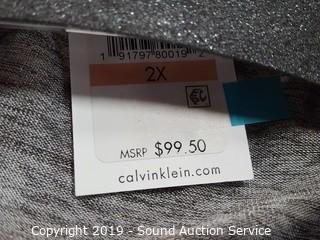 1 91797 80019 2
2X
MSRP $99.50
calvinklein.com
Copyright 2019 - Sound Auction Service